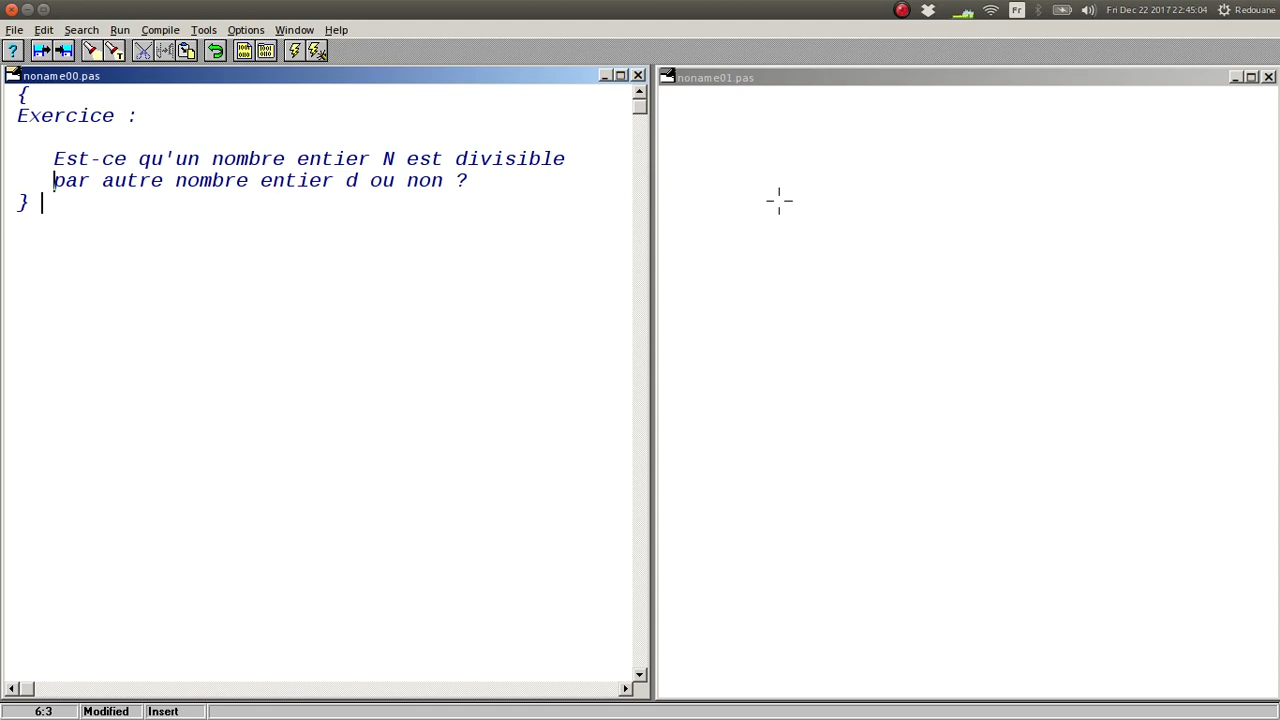 Fr
Fri Dec 22 2017 22:45:04
Redouane
File Edit Search Run Compile Tools Options Window Help
noname00.pas
noname01.pas
{
Exercice :
Est-ce qu'un nombre entier N est divisible
par autre nombre entier d ou non ?
}
6:3 Modified Insert